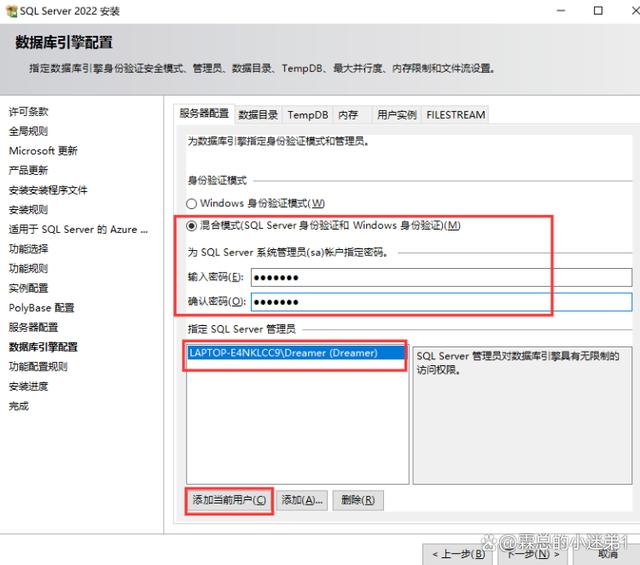 SQL Server 2022 安装
数据库引擎配置
指定数据库引擎身份验证安全模式、管理员、数据目录、TempDB、最大并行度、内存限制和文件流设置。
许可条款
全局规则
Microsoft 更新
产品更新
安装安装程序文件
安装规则
适用于 SQL Server 的 Azure ...
功能选择
功能规则
实例配置
PolyBase 配置
服务器配置
数据库引擎配置
功能配置规则
安装进度
完成
服务器配置 数据目录 TempDB 内存 用户实例 FILESTREAM
为数据库引擎指定身份验证模式和管理员。
身份验证模式
Windows 身份验证模式(W)
混合模式(SQL Server 身份验证和 Windows 身份验证)(M)
为 SQL Server 系统管理员(sa)帐户指定密码。
输入密码(E): ●●●●●●●
确认密码(O): ●●●●●●●
指定 SQL Server 管理员
LAPTOP-E4NKLCC9\Dreamer (Dreamer)
SQL Server 管理员对数据库引擎具有无限制的
访问权限。
添加当前用户(C) 添加(A)... 删除(R)
< 上一步(B) 下一步(N) > 取消
@霖总的小迷弟1